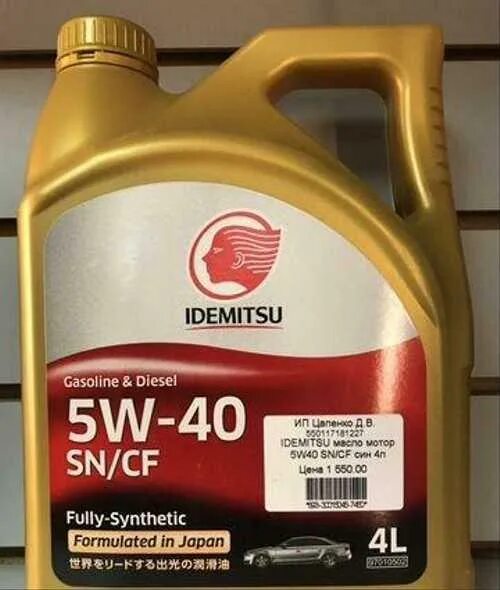 IDEMITSU
Gasoline & Diesel
5W-40
SN/CF
ИП Цапенко Д.В.
550117181227
IDEMITSU масло мотор
5W40 SN/CF син 4л
Цена 1 550.00
Fully-Synthetic
Formulated in Japan
世界をリードする出光の潤滑油
4L